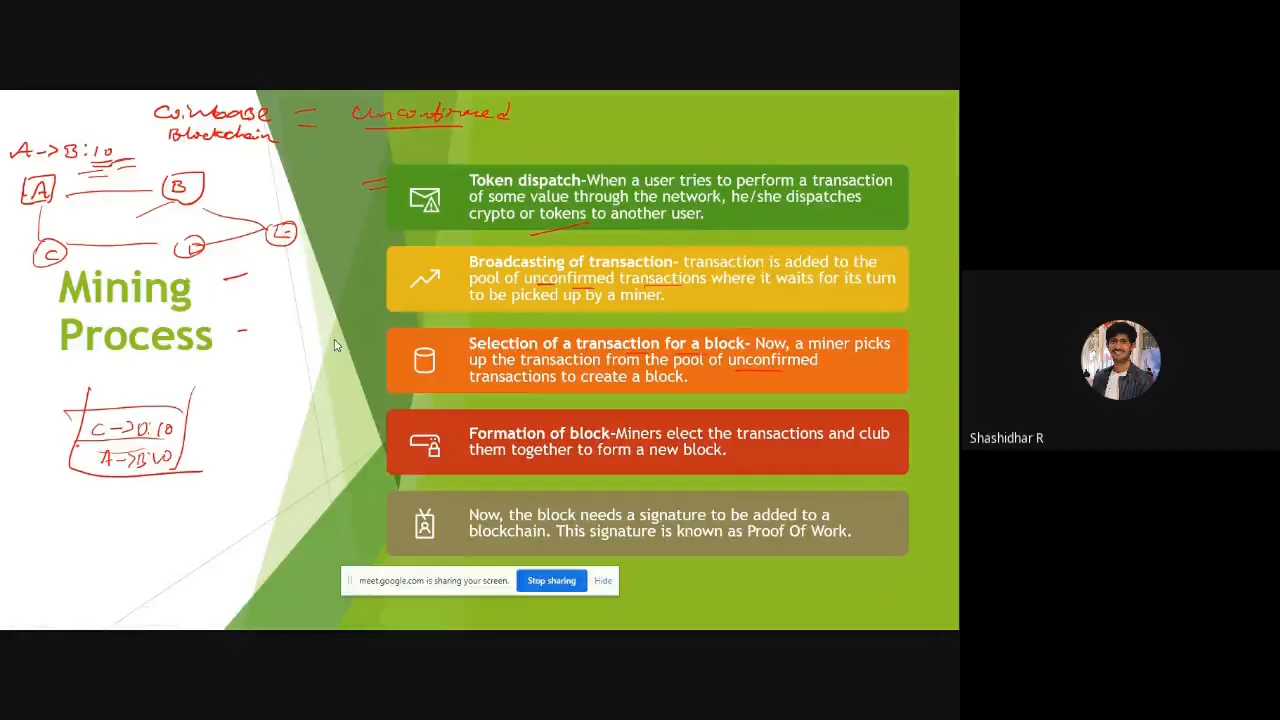 Coinbase = Unconfirmed
Blockchain
A->B:10
A B
C D E
Mining
Process
C->D:10
A->B:10
Token dispatch-When a user tries to perform a transaction
of some value through the network, he/she dispatches
crypto or tokens to another user.
Broadcasting of transaction- transaction is added to the
pool of unconfirmed transactions where it waits for its turn
to be picked up by a miner.
Selection of a transaction for a block- Now, a miner picks
up the transaction from the pool of unconfirmed
transactions to create a block.
Formation of block-Miners elect the transactions and club
them together to form a new block.
Now, the block needs a signature to be added to a
blockchain. This signature is known as Proof Of Work.
meet.google.com is sharing your screen. Stop sharing Hide
Shashidhar R